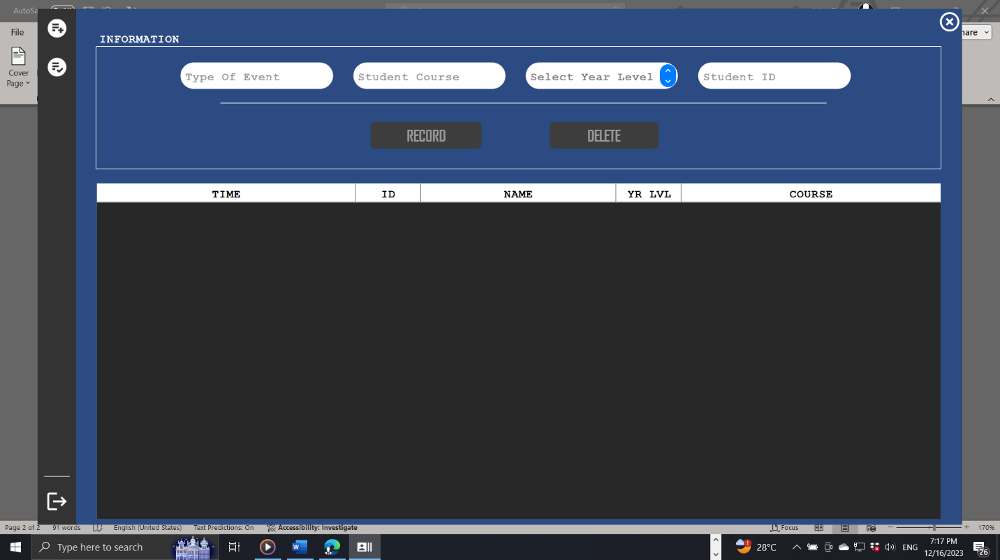 AutoSa
File
Cover
Page
hare
INFORMATION
Type Of Event
Student Course
Select Year Level
Student ID
RECORD
DELETE
TIME
ID
NAME
YR LVL
COURSE
Page 2 of 2
91 words
English (United States)
Text Predictions: On
Accessibility: Investigate
Focus
170%
Type here to search
1
28°C
ENG
7:17 PM
12/16/2023
26